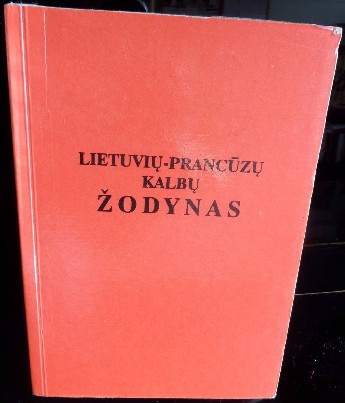 LIETUVIŲ-PRANCŪZŲ
KALBŲ
ŽODYNAS